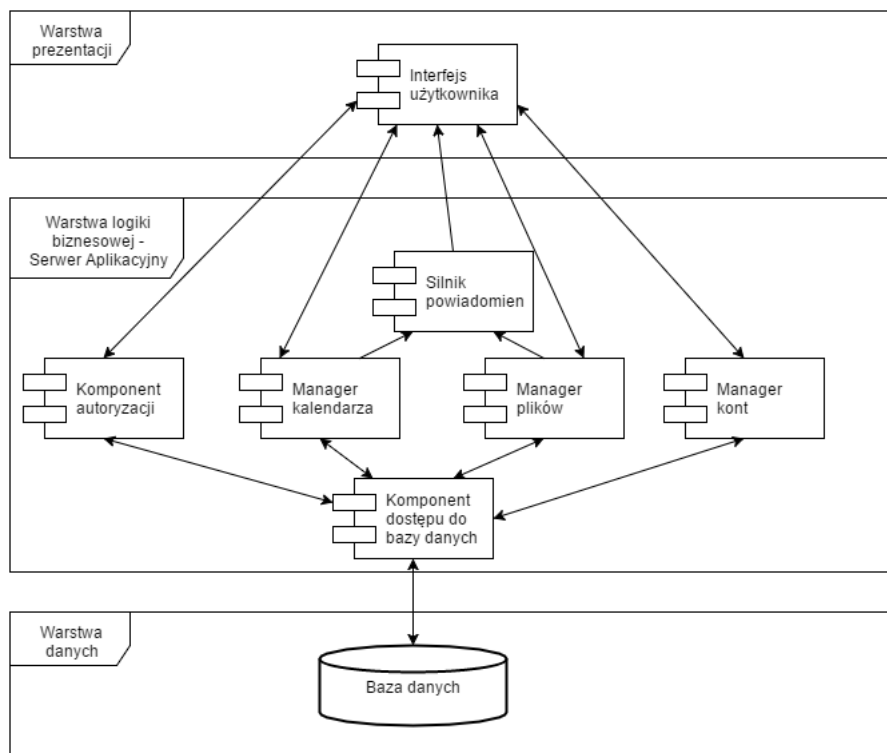 Warstwa
prezentacji
Interfejs
użytkownika
Warstwa logiki
biznesowej -
Serwer Aplikacyjny
Silnik
powiadomien
Komponent
autoryzacji
Manager
kalendarza
Manager
plików
Manager
kont
Komponent
dostępu do
bazy danych
Warstwa
danych
Baza danych